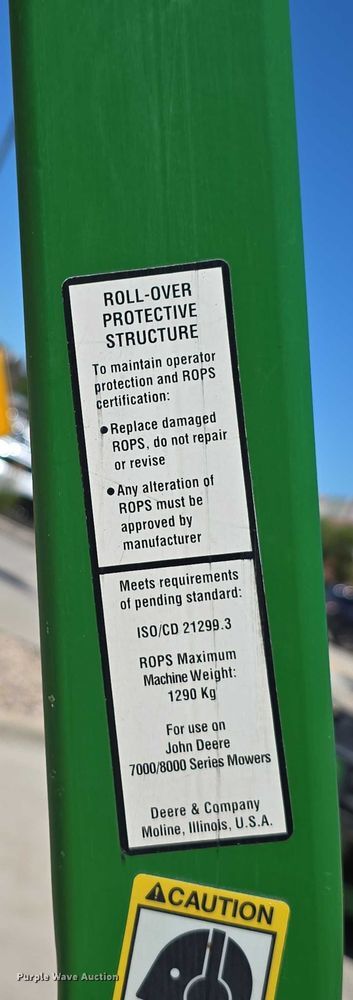 ROLL-OVER
PROTECTIVE
STRUCTURE
To maintain operator
protection and ROPS
certification:
●Replace damaged
ROPS, do not repair
or revise
●Any alteration of
ROPS must be
approved by
manufacturer
Meets requirements
of pending standard:
ISO/CD 21299.3
ROPS Maximum
Machine Weight:
1290 Kg
For use on
John Deere
7000/8000 Series Mowers
Deere & Company
Moline, Illinois, U.S.A.
CAUTION
Purple Wave Auction